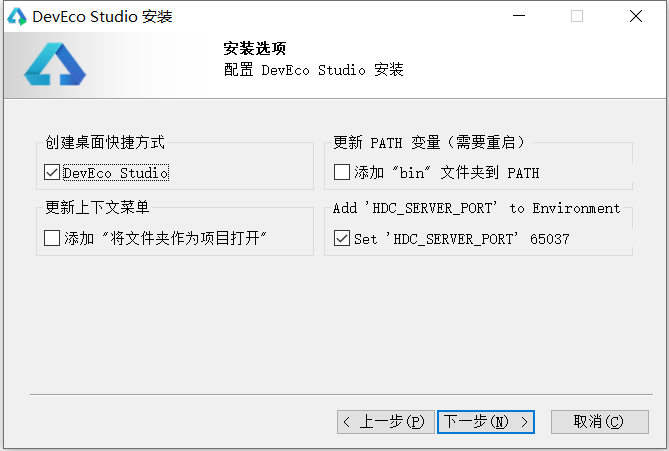 DevEco Studio 安装
安装选项
配置 DevEco Studio 安装
创建桌面快捷方式
DevEco Studio
更新 PATH 变量（需要重启）
添加 "bin" 文件夹到 PATH
更新上下文菜单
添加 "将文件夹作为项目打开"
Add 'HDC_SERVER_PORT' to Environment
Set 'HDC_SERVER_PORT' 65037
< 上一步(P)
下一步(N) >
取消(C)